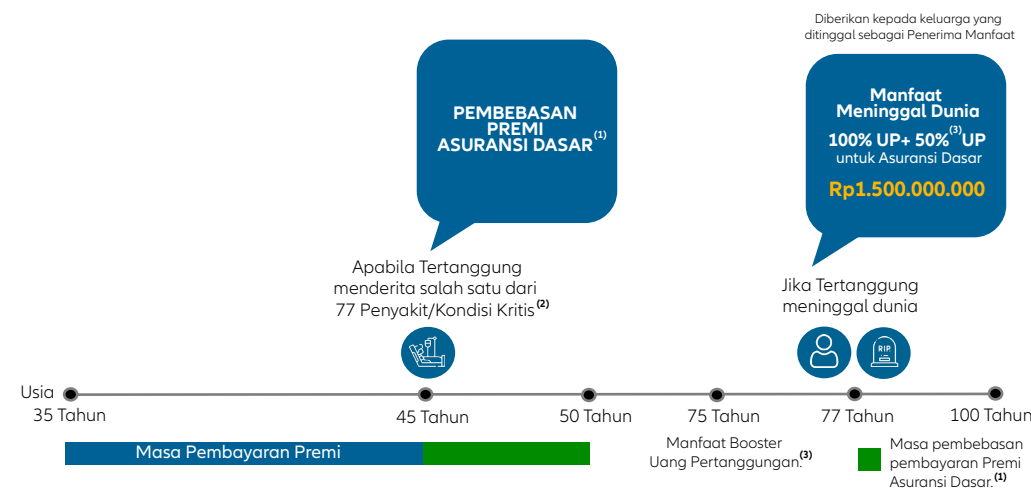 Diberikan kepada keluarga yang
ditinggal sebagai Penerima Manfaat
PEMBEBASAN
PREMI
ASURANSI DASAR(1)
Manfaat
Meninggal Dunia
100% UP+ 50%(3)UP
untuk Asuransi Dasar
Rp1.500.000.000
Apabila Tertanggung
menderita salah satu dari
77 Penyakit/Kondisi Kritis(2)
Jika Tertanggung
meninggal dunia
RIP
Usia
35 Tahun
45 Tahun
50 Tahun
75 Tahun
77 Tahun
100 Tahun
Masa Pembayaran Premi
Manfaat Booster
Uang Pertanggungan.(3)
Masa pembebasan
pembayaran Premi
Asuransi Dasar.(1)